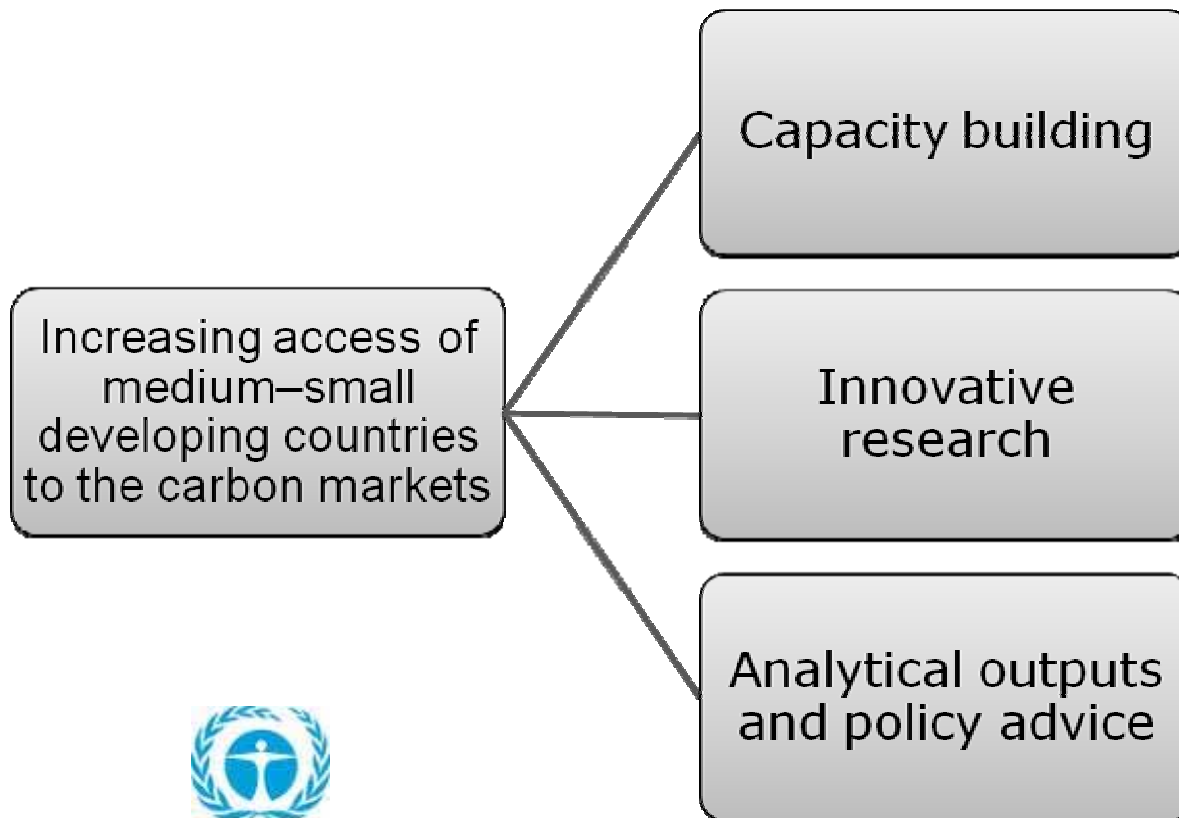 Capacity building
Increasing access of
medium–small
developing countries
to the carbon markets
Innovative
research
Analytical outputs
and policy advice